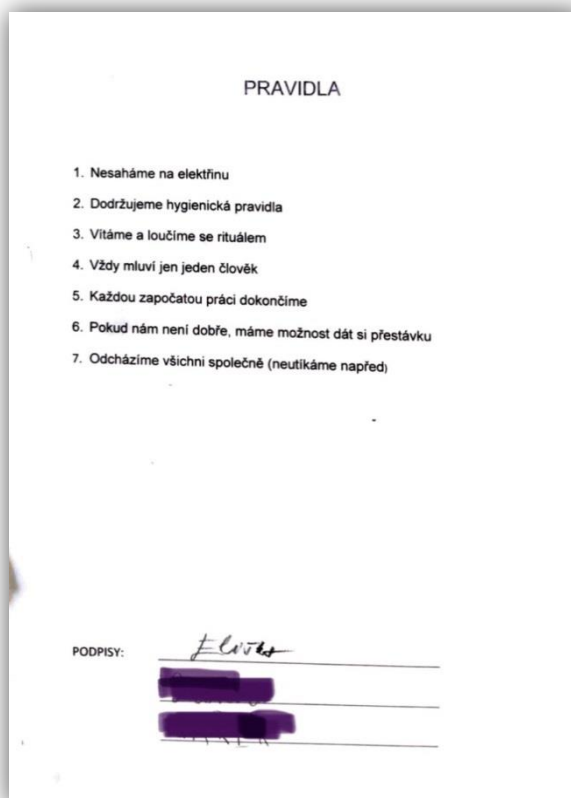 PRAVIDLA
1. Nesaháme na elektřinu
2. Dodržujeme hygienická pravidla
3. Vítáme a loučíme se rituálem
4. Vždy mluví jen jeden člověk
5. Každou započatou práci dokončíme
6. Pokud nám není dobře, máme možnost dát si přestávku
7. Odcházíme všichni společně (neutíkáme napřed)
PODPISY: Eliška